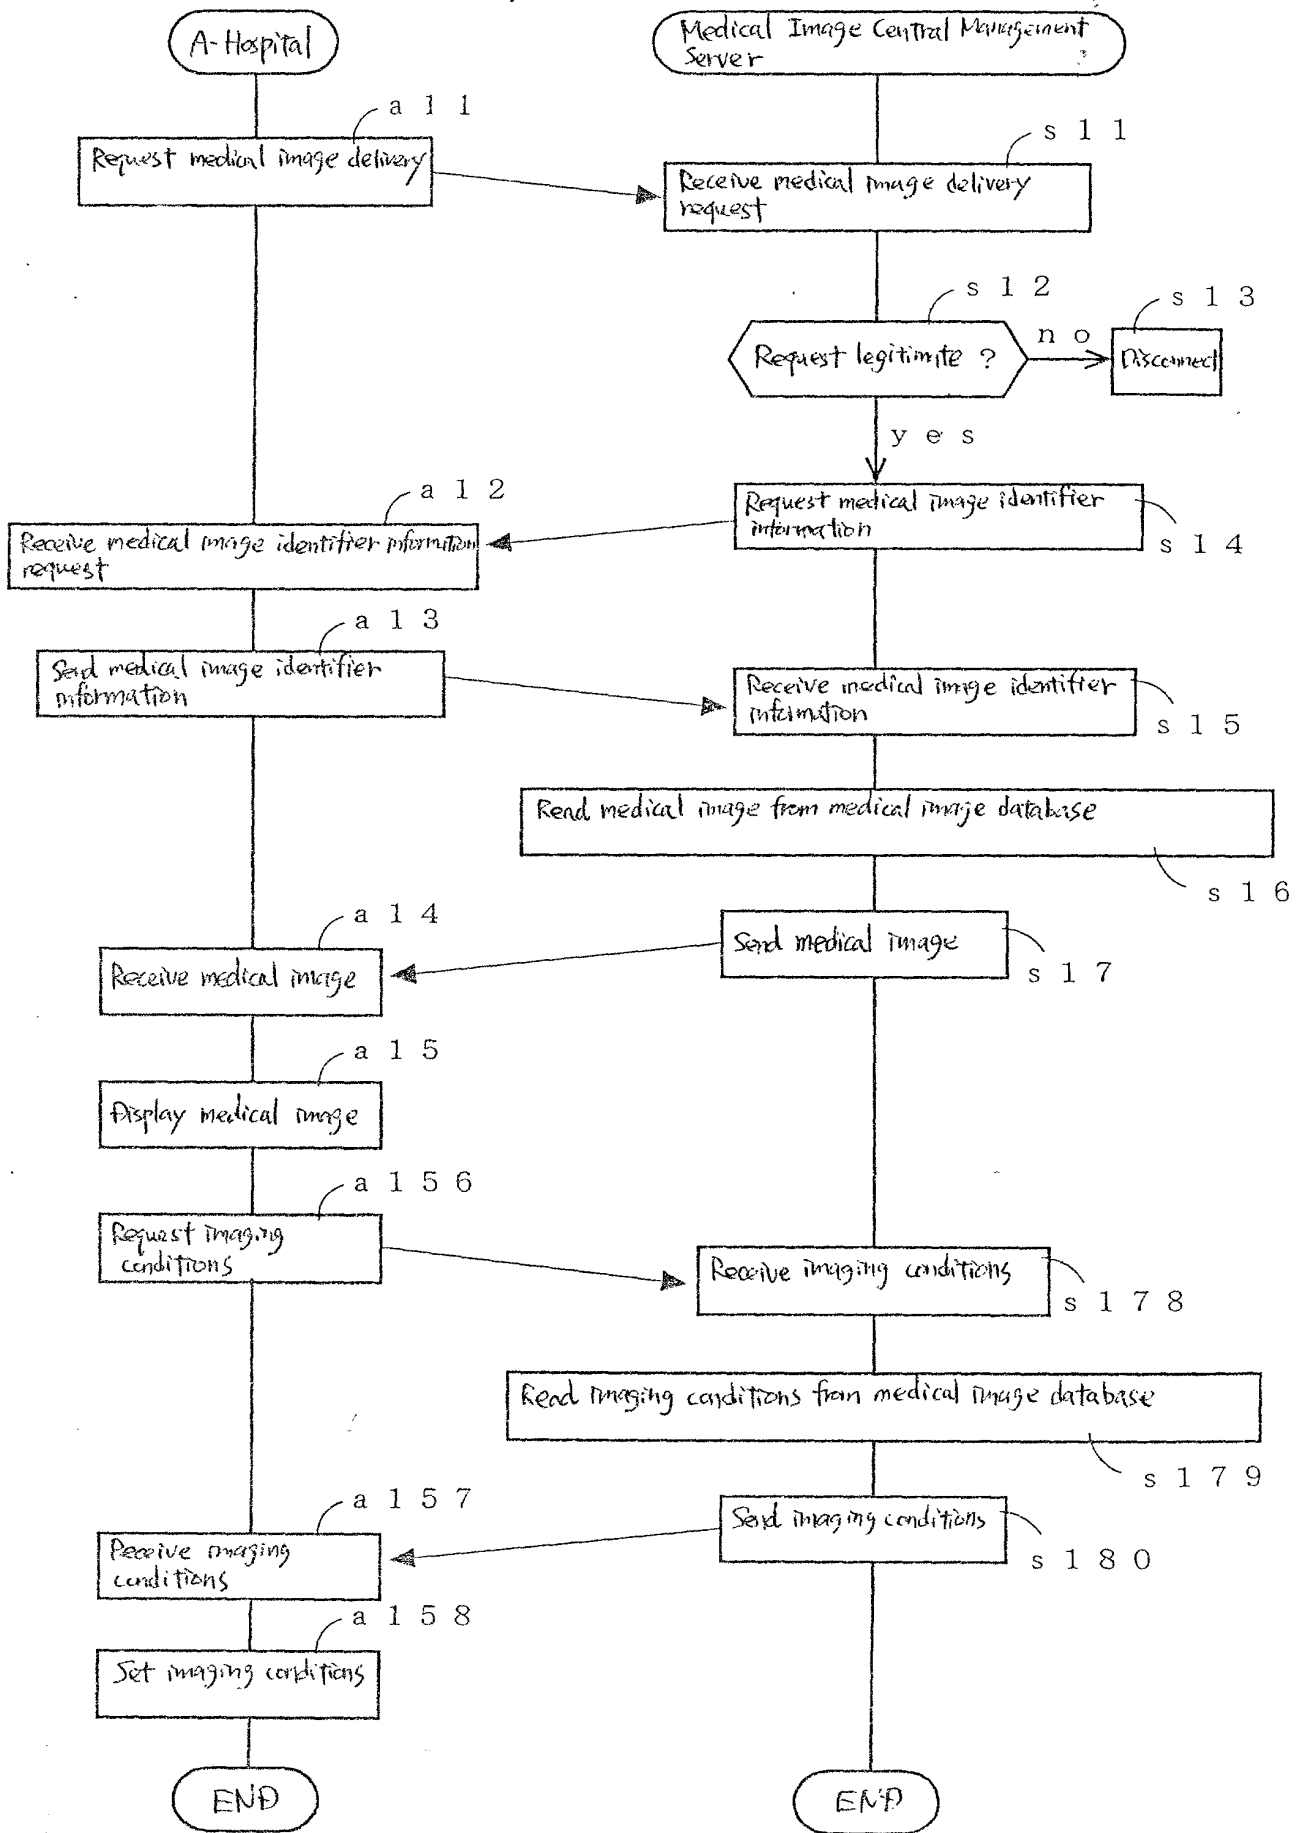 A-Hospital
Medical Image Central Management
Server
a 1 1
Request medical image delivery
s 1 1
Receive medical image delivery
request
s 1 2
Request legitimite ?
n o
s 1 3
Disconnect
y e s
a 1 2
Receive medical image identifier information
request
Request medical image identifier
information
s 1 4
a 1 3
Send medical image identifier
information
Receive medical image identifier
information
s 1 5
Read medical image from medical image database
s 1 6
a 1 4
Receive medical image
Send medical image
s 1 7
a 1 5
Display medical image
a 1 5 6
Request imaging
conditions
Receive imaging conditions
s 1 7 8
Read imaging conditions from medical image database
s 1 7 9
a 1 5 7
Receive imaging
conditions
Send imaging conditions
s 1 8 0
a 1 5 8
Set imaging conditions
END
END